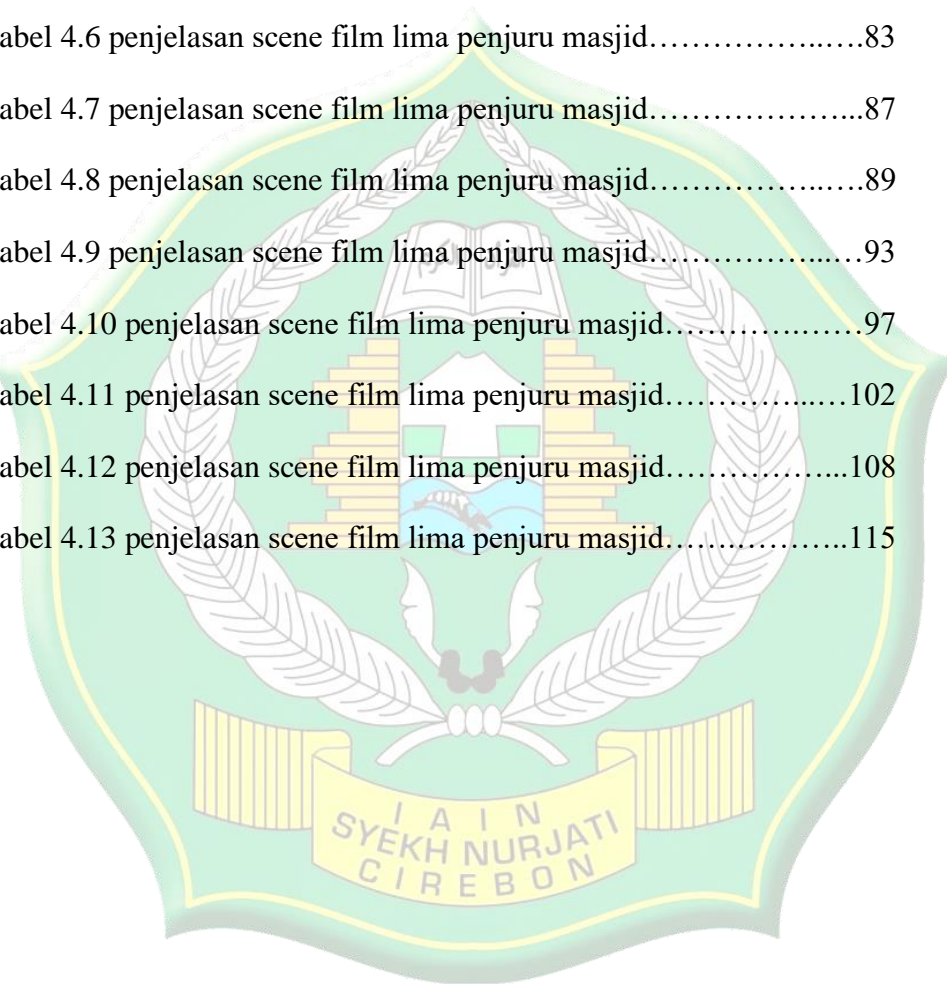 abel 4.6 penjelasan scene film lima penjuru masjid……………..….83
abel 4.7 penjelasan scene film lima penjuru masjid………………...87
abel 4.8 penjelasan scene film lima penjuru masjid……………..….89
abel 4.9 penjelasan scene film lima penjuru masjid……………...…93
abel 4.10 penjelasan scene film lima penjuru masjid………….……97
abel 4.11 penjelasan scene film lima penjuru masjid…………...…102
abel 4.12 penjelasan scene film lima penjuru masjid……………...108
abel 4.13 penjelasan scene film lima penjuru masjid…….………..115
IAIN
SYEKH NURJATI
CIREBON